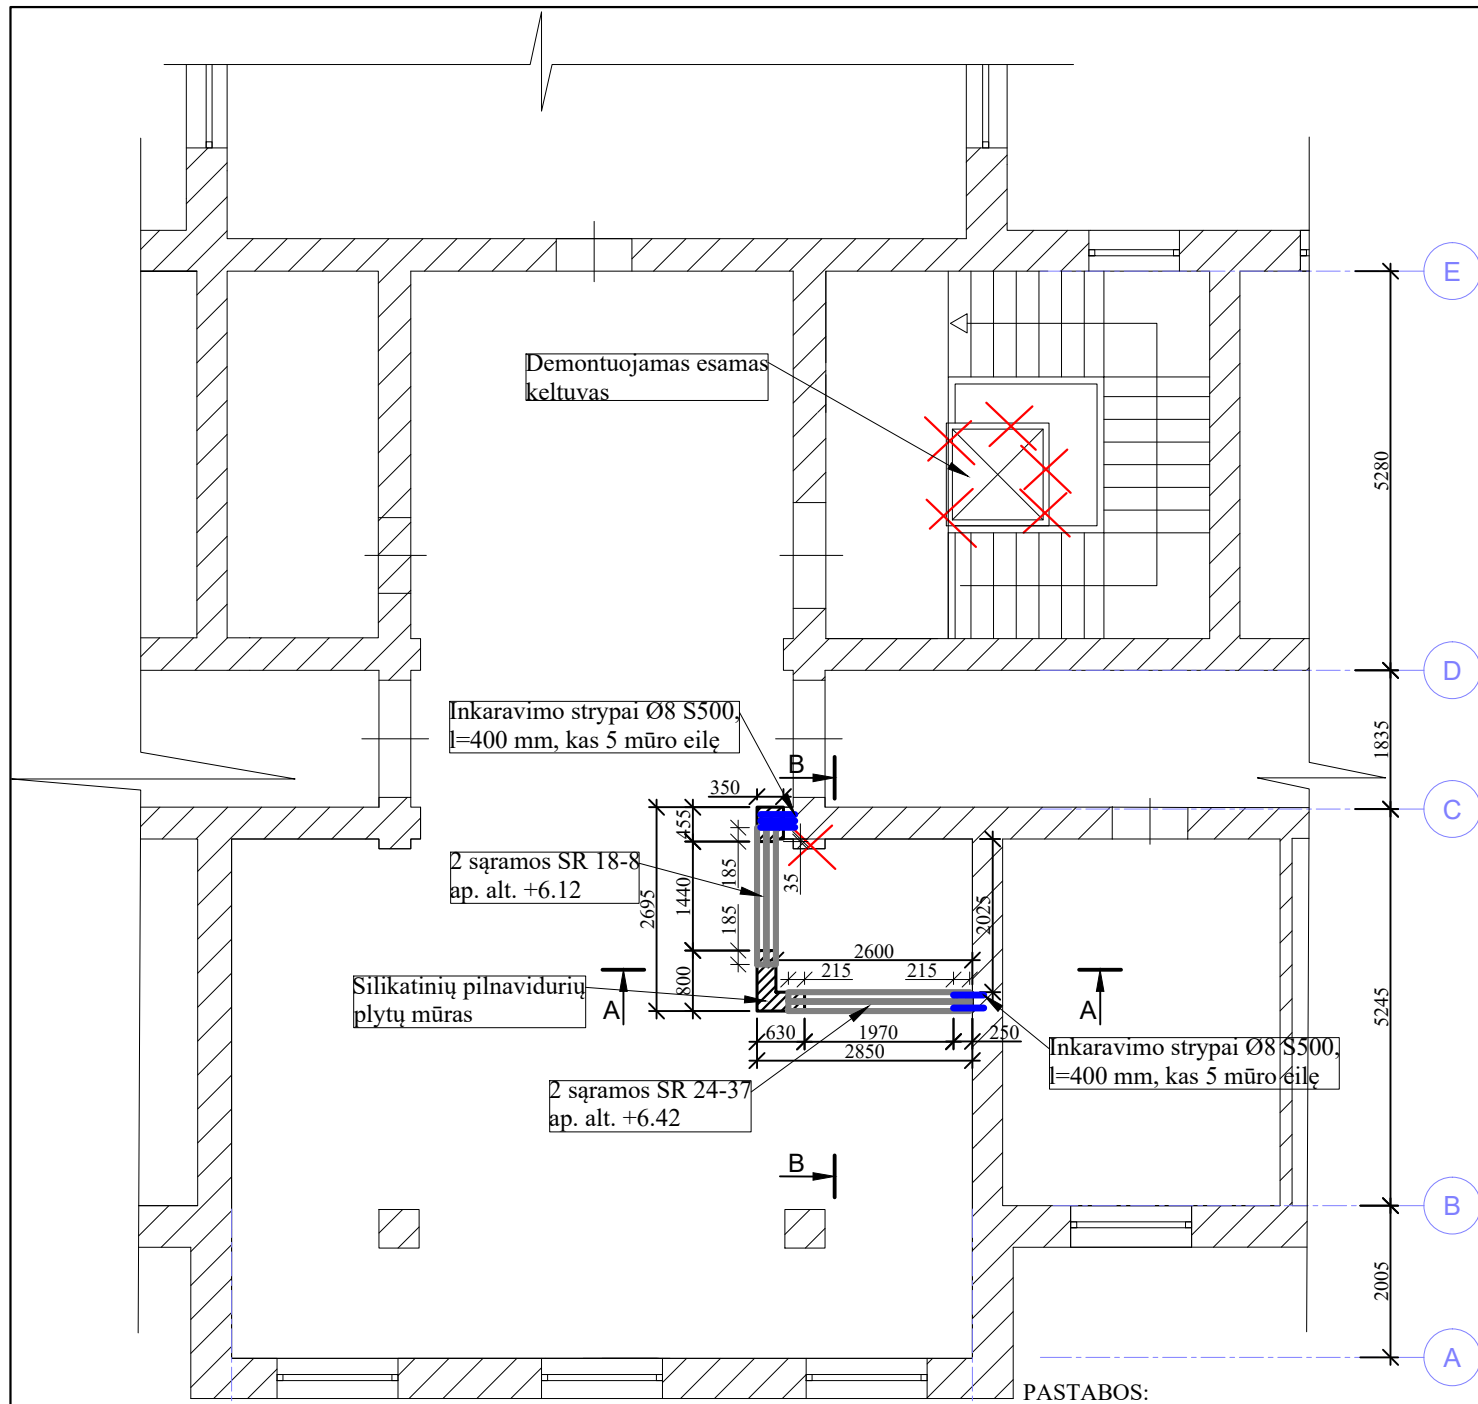 E
Demontuojamas esamas
keltuvas
5280
D
Inkaravimo strypai Ø8 S500,
l=400 mm, kas 5 mūro eilę
1835
B
350
C
455
2 sąramos SR 18-8
ap. alt. +6.12
185
35
2695
1440
2025
185
2600
215
215
Silikatinių pilnavidurių
plytų mūras
800
A
A
5245
630
1970
250
2850
Inkaravimo strypai Ø8 S500,
l=400 mm, kas 5 mūro eilę
2 sąramos SR 24-37
ap. alt. +6.42
B
B
2005
A
PASTABOS: